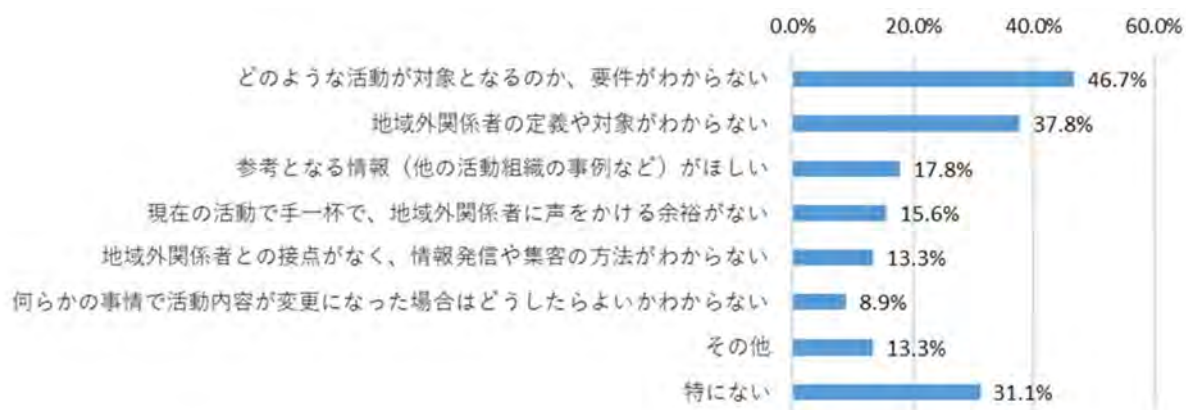 0.0% 20.0% 40.0% 60.0%
どのような活動が対象となるのか、要件がわからない 46.7%
地域外関係者の定義や対象がわからない 37.8%
参考となる情報（他の活動組織の事例など）がほしい 17.8%
現在の活動で手一杯で、地域外関係者に声をかける余裕がない 15.6%
地域外関係者との接点がなく、情報発信や集客の方法がわからない 13.3%
何らかの事情で活動内容が変更になった場合はどうしたらよいかわからない 8.9%
その他 13.3%
特にない 31.1%